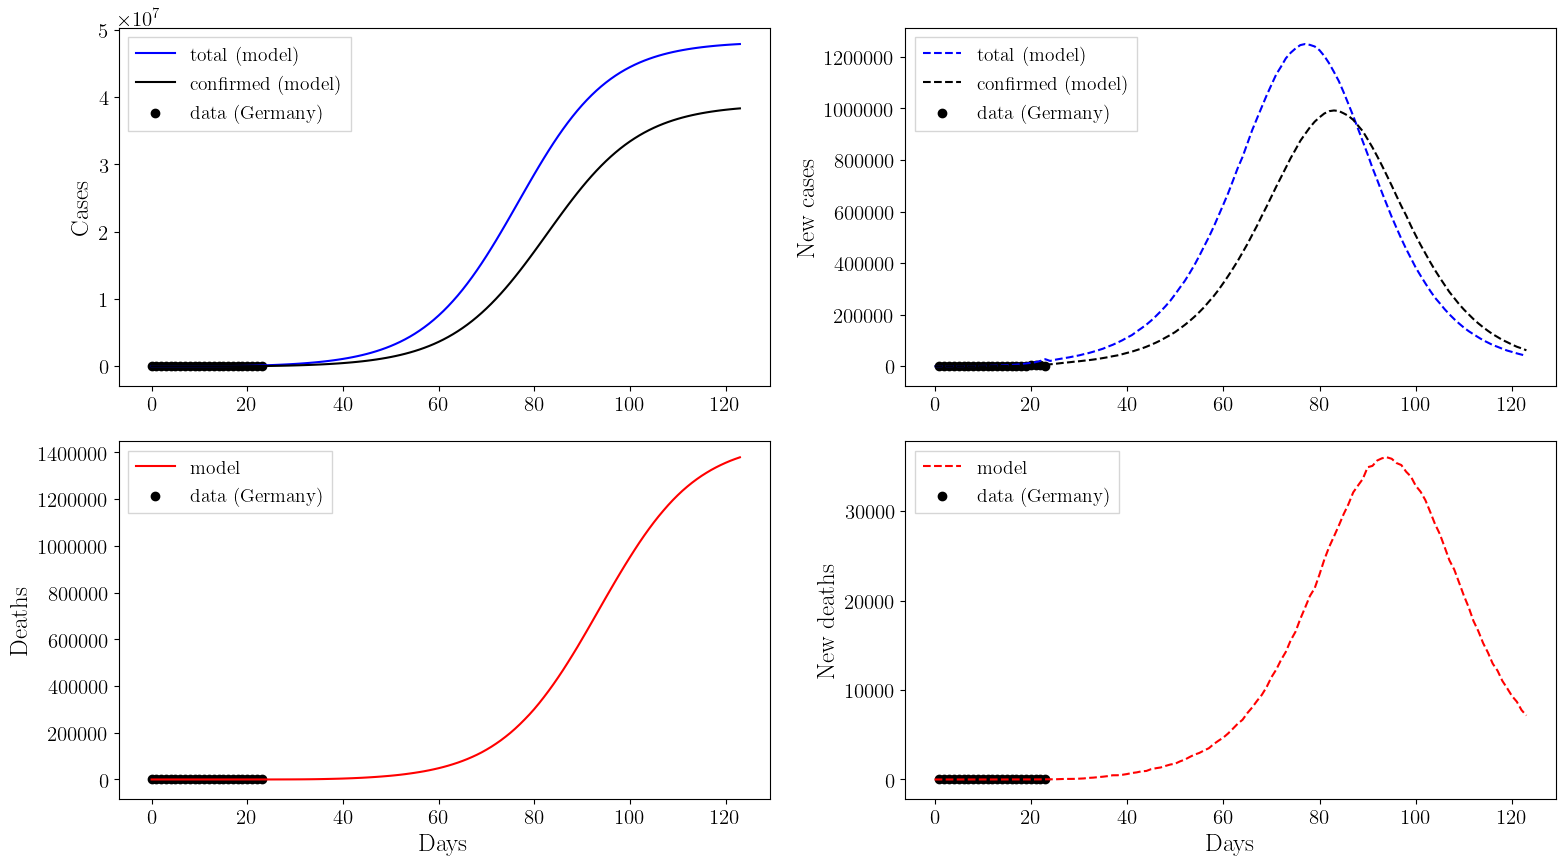 ×10⁷
5
4
3
2
1
0
Cases
total (model)
confirmed (model)
data (Germany)
0 20 40 60 80 100 120
1200000
1000000
800000
600000
400000
200000
0
New cases
total (model)
confirmed (model)
data (Germany)
0 20 40 60 80 100 120
1400000
1200000
1000000
800000
600000
400000
200000
0
Deaths
model
data (Germany)
0 20 40 60 80 100 120
Days
30000
20000
10000
0
New deaths
model
data (Germany)
0 20 40 60 80 100 120
Days